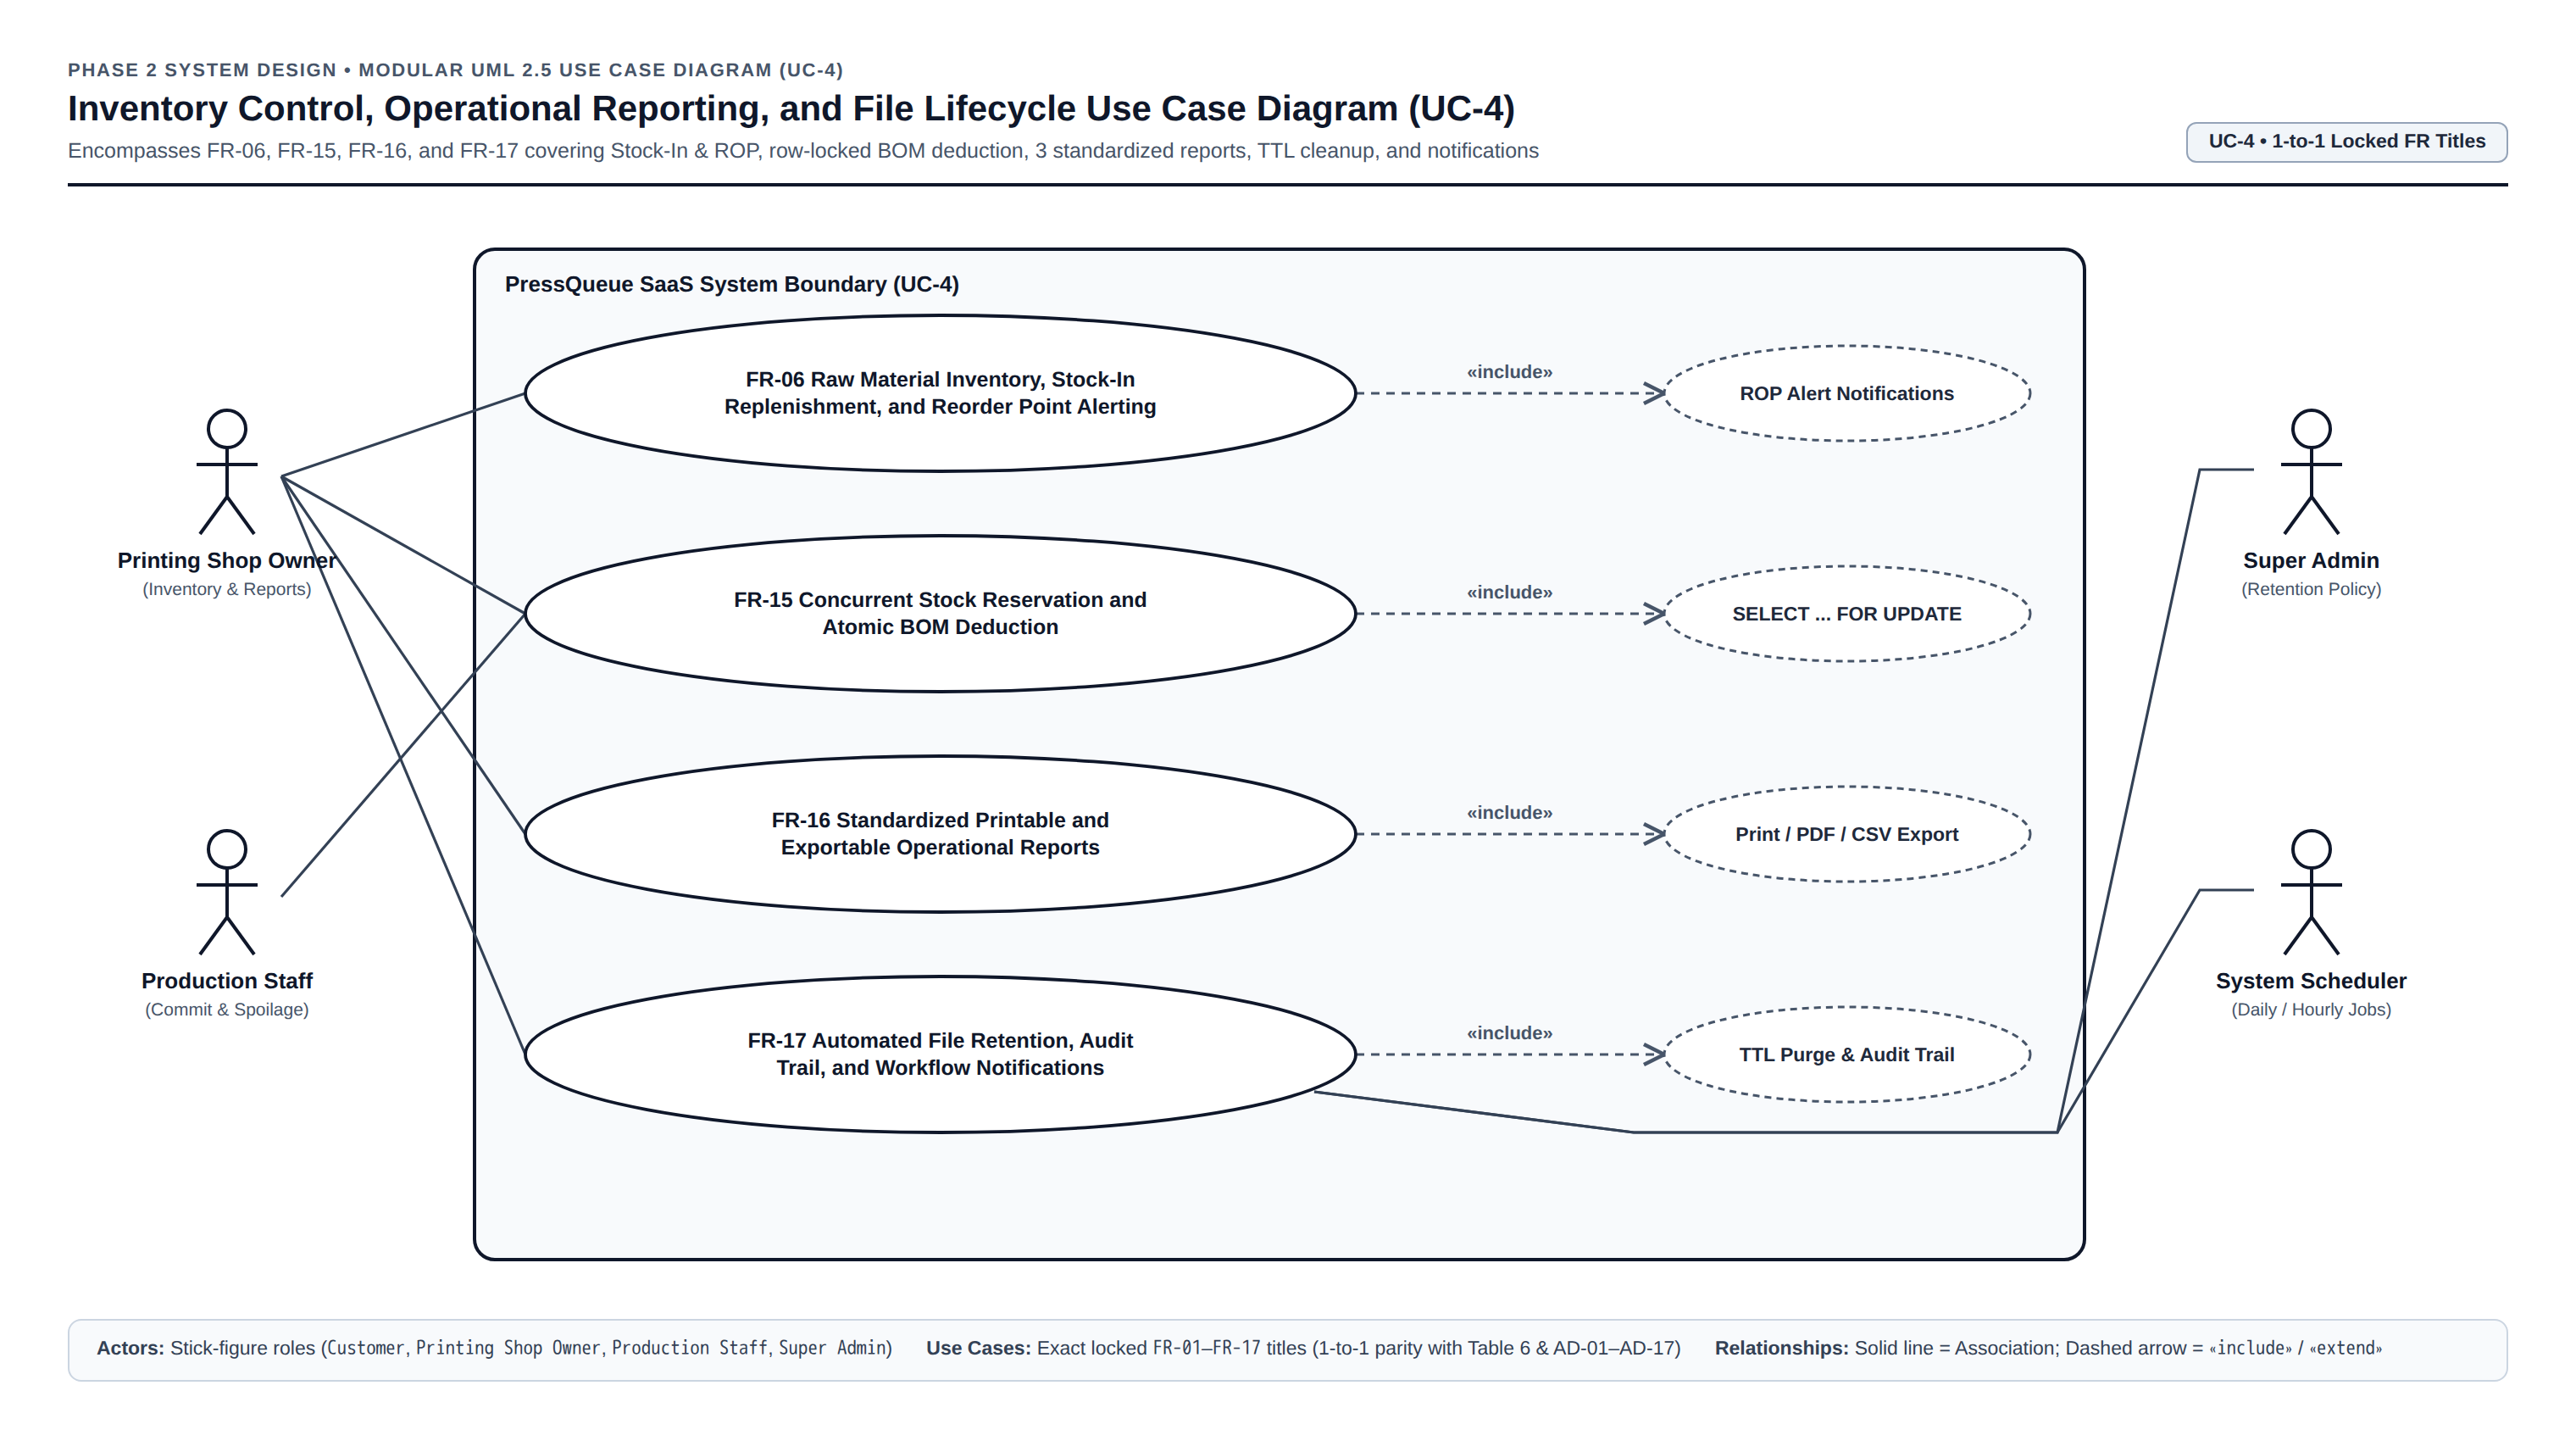 PHASE 2 SYSTEM DESIGN • MODULAR UML 2.5 USE CASE DIAGRAM (UC-4)
Inventory Control, Operational Reporting, and File Lifecycle Use Case Diagram (UC-4)
Encompasses FR-06, FR-15, FR-16, and FR-17 covering Stock-In & ROP, row-locked BOM deduction, 3 standardized reports, TTL cleanup, and notifications
UC-4 • 1-to-1 Locked FR Titles
PressQueue SaaS System Boundary (UC-4)
FR-06 Raw Material Inventory, Stock-In
Replenishment, and Reorder Point Alerting
«include»
ROP Alert Notifications
Printing Shop Owner
(Inventory & Reports)
Super Admin
(Retention Policy)
FR-15 Concurrent Stock Reservation and
Atomic BOM Deduction
«include»
SELECT ... FOR UPDATE
FR-16 Standardized Printable and
Exportable Operational Reports
«include»
Print / PDF / CSV Export
Production Staff
(Commit & Spoilage)
System Scheduler
(Daily / Hourly Jobs)
FR-17 Automated File Retention, Audit
Trail, and Workflow Notifications
«include»
TTL Purge & Audit Trail
Actors: Stick-figure roles (Customer, Printing Shop Owner, Production Staff, Super Admin) Use Cases: Exact locked FR-01–FR-17 titles (1-to-1 parity with Table 6 & AD-01–AD-17) Relationships: Solid line = Association; Dashed arrow = «include» / «extend»